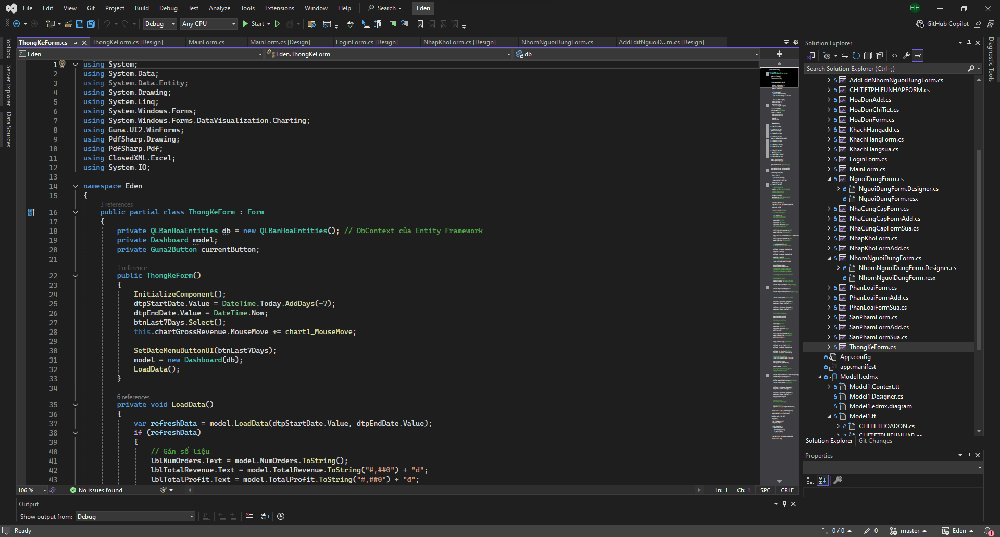 File Edit View Git Project Build Debug Test Analyze Tools Extensions Window Help Search Eden HH
Debug Any CPU Start GitHub Copilot
ThongKeForm.cs ThongKeForm.cs [Design] MainForm.cs MainForm.cs [Design] LoginForm.cs [Design] NhapKhoForm.cs [Design] NhomNguoiDungForm.cs AddEditNguoiD...m.cs [Design]
Eden Eden.ThongKeForm db
Toolbox
Server Explorer
Data Sources
1 using System;
2 using System.Data;
3 using System.Data.Entity;
4 using System.Drawing;
5 using System.Linq;
6 using System.Windows.Forms;
7 using System.Windows.Forms.DataVisualization.Charting;
8 using Guna.UI2.WinForms;
9 using PdfSharp.Drawing;
10 using PdfSharp.Pdf;
11 using ClosedXML.Excel;
12 using System.IO;
13
14 namespace Eden
15 {
3 references
16 public partial class ThongKeForm : Form
17 {
18 private QLBanHoaEntities db = new QLBanHoaEntities(); // DbContext của Entity Framework
19 private Dashboard model;
20 private Guna2Button currentButton;
21
1 reference
22 public ThongKeForm()
23 {
24 InitializeComponent();
25 dtpStartDate.Value = DateTime.Today.AddDays(-7);
26 dtpEndDate.Value = DateTime.Now;
27 btnLast7Days.Select();
28 this.chartGrossRevenue.MouseMove += chart1_MouseMove;
29
30 SetDateMenuButtonUI(btnLast7Days);
31 model = new Dashboard(db);
32 LoadData();
33 }
34
6 references
35 private void LoadData()
36 {
37 var refreshData = model.LoadData(dtpStartDate.Value, dtpEndDate.Value);
38 if (refreshData)
39 {
40 // Gán số liệu
41 lblNumOrders.Text = model.NumOrders.ToString();
42 lblTotalRevenue.Text = model.TotalRevenue.ToString("#,##0") + "đ";
43 lblTotalProfit.Text = model.TotalProfit.ToString("#,##0") + "đ";
106 % No issues found Ln: 1 Ch: 1 SPC CRLF
Output
Show output from: Debug
Solution Explorer
Search Solution Explorer (Ctrl+;)
AddEditNhomNguoiDungForm.cs
CHITIETPHIEUNHAPFORM.cs
HoaDonAdd.cs
HoaDonChiTiet.cs
HoaDonForm.cs
KhachHangadd.cs
KhachHangForm.cs
KhachHangsua.cs
LoginForm.cs
MainForm.cs
NguoiDungForm.cs
NguoiDungForm.Designer.cs
NguoiDungForm.resx
NhaCungCapForm.cs
NhaCungCapFormAdd.cs
NhaCungCapFormSua.cs
NhapKhoForm.cs
NhapKhoFormAdd.cs
NhomNguoiDungForm.cs
NhomNguoiDungForm.Designer.cs
NhomNguoiDungForm.resx
PhanLoaiForm.cs
PhanLoaiFormAdd.cs
PhanLoaiFormSua.cs
SanPhamForm.cs
SanPhamFormAdd.cs
SanPhamFormSua.cs
ThongKeForm.cs
App.config
app.manifest
Model1.edmx
Model1.Context.tt
Model1.Designer.cs
Model1.edmx.diagram
Model1.tt
CHITIETHOADON.cs
CHITIETPHIEUNHAP.cs
Solution Explorer Git Changes
Properties
Diagnostic Tools
Ready 0 / 0 0 master Eden 1